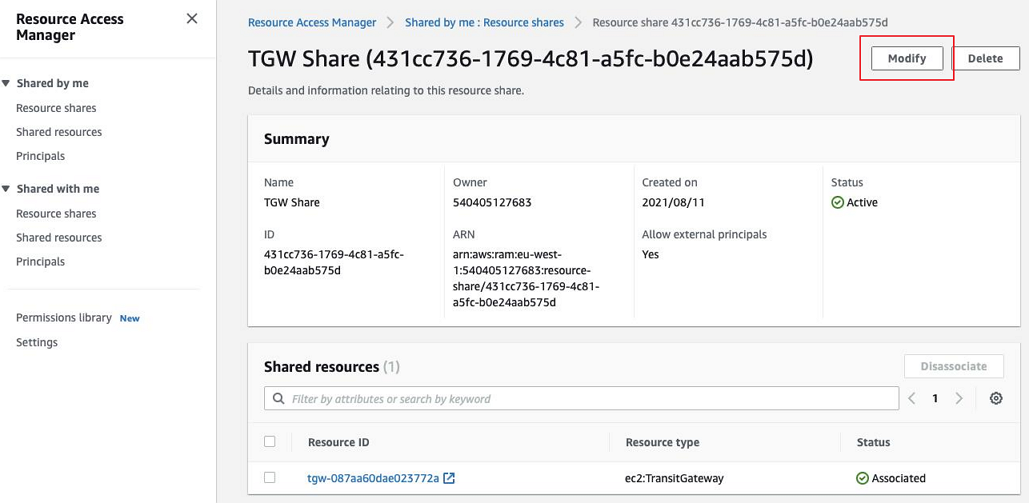 Resource Access
Manager
Shared by me
Resource shares
Shared resources
Principals
Shared with me
Resource shares
Shared resources
Principals
Permissions library New
Settings
Resource Access Manager > Shared by me : Resource shares > Resource share 431cc736-1769-4c81-a5fc-b0e24aab575d
TGW Share (431cc736-1769-4c81-a5fc-b0e24aab575d)
Modify
Delete
Details and information relating to this resource share.
Summary
Name
TGW Share
ID
431cc736-1769-4c81-a5fc-
b0e24aab575d
Owner
540405127683
ARN
arn:aws:ram:eu-west-
1:540405127683:resource-
share/431cc736-1769-4c81-
a5fc-b0e24aab575d
Created on
2021/08/11
Allow external principals
Yes
Status
Active
Shared resources (1)
Disassociate
Filter by attributes or search by keyword
1
Resource ID Resource type Status
tgw-087aa60dae023772a ec2:TransitGateway Associated